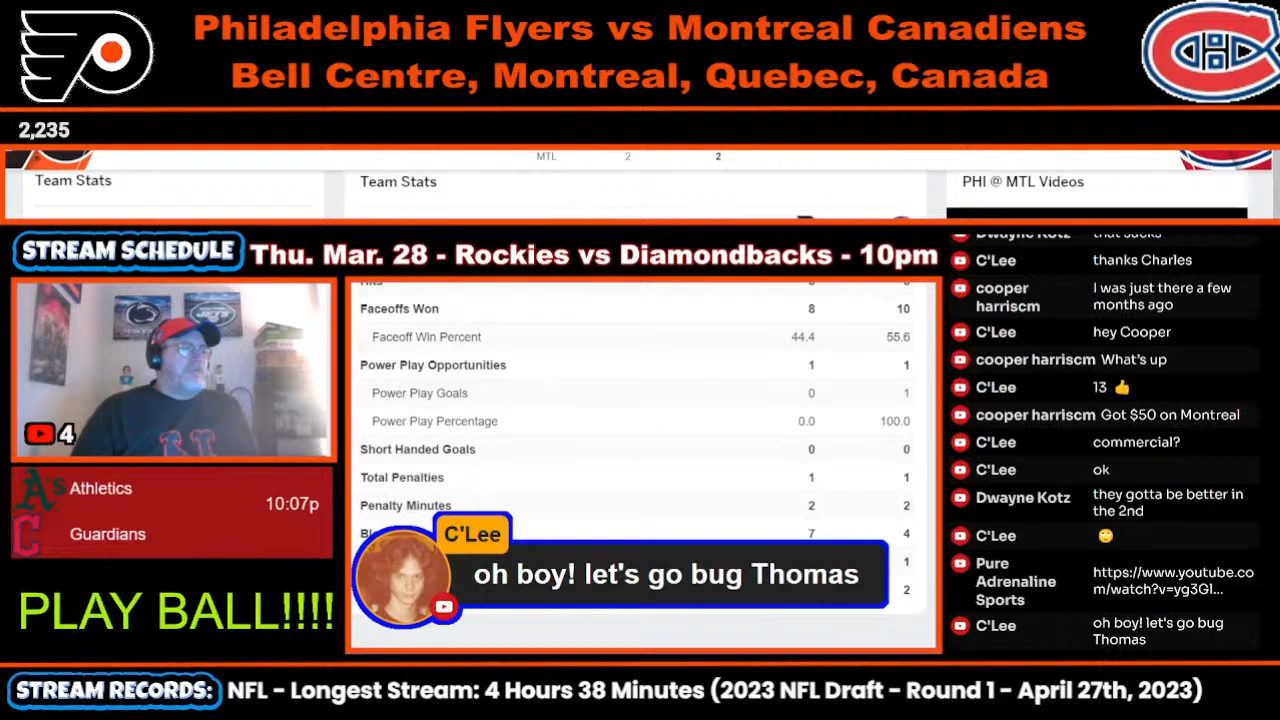 Philadelphia Flyers vs Montreal Canadiens
Bell Centre, Montreal, Quebec, Canada
2,235
MTL 2 2
Team Stats
Team Stats
PHI @ MTL Videos
STREAM SCHEDULE
Thu. Mar. 28 - Rockies vs Diamondbacks - 10pm
JETS
4
Athletics
10:07p
Guardians
PLAY BALL!!!!
Faceoffs Won 8 10
Faceoff Win Percent 44.4 55.6
Power Play Opportunities 1 1
Power Play Goals 0 1
Power Play Percentage 0.0 100.0
Short Handed Goals 0 0
Total Penalties 1 1
Penalty Minutes 2 2
7 4
1
2
C'Lee
oh boy! let's go bug Thomas
Dwayne Kotz that sucks
C'Lee thanks Charles
cooper harriscm I was just there a few
months ago
C'Lee hey Cooper
cooper harriscm What's up
C'Lee 13 👍
cooper harriscm Got $50 on Montreal
C'Lee commercial?
C'Lee ok
Dwayne Kotz they gotta be better in
the 2nd
C'Lee 🙄
Pure
Adrenaline
Sports
https://www.youtube.co
m/watch?v=yg3Gl...
C'Lee oh boy! let's go bug
Thomas
STREAM RECORDS:
NFL - Longest Stream: 4 Hours 38 Minutes (2023 NFL Draft - Round 1 - April 27th, 2023)